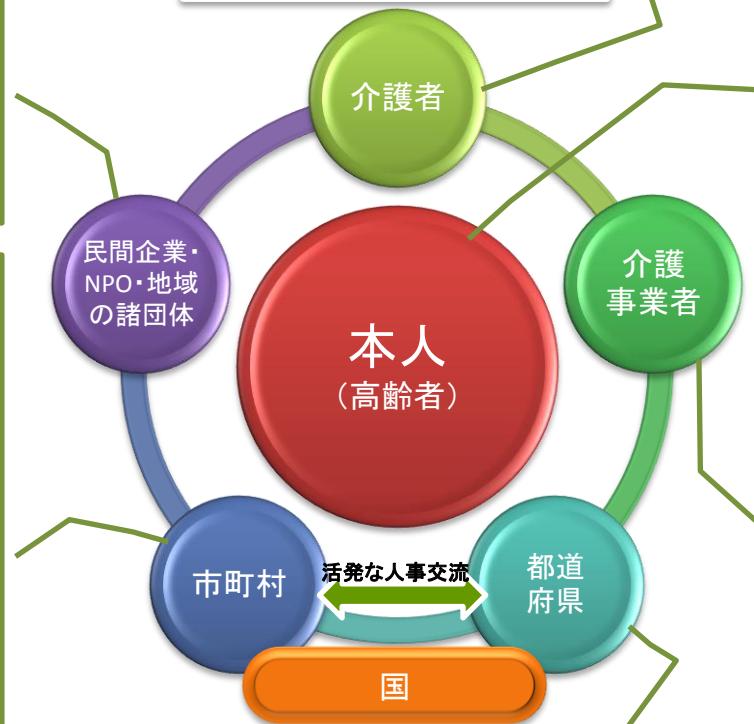 介護者
民間企業・
NPO・地域
の諸団体
介護
事業者
本人
（高齢者）
市町村
活発な人事交流
都道
府県
国